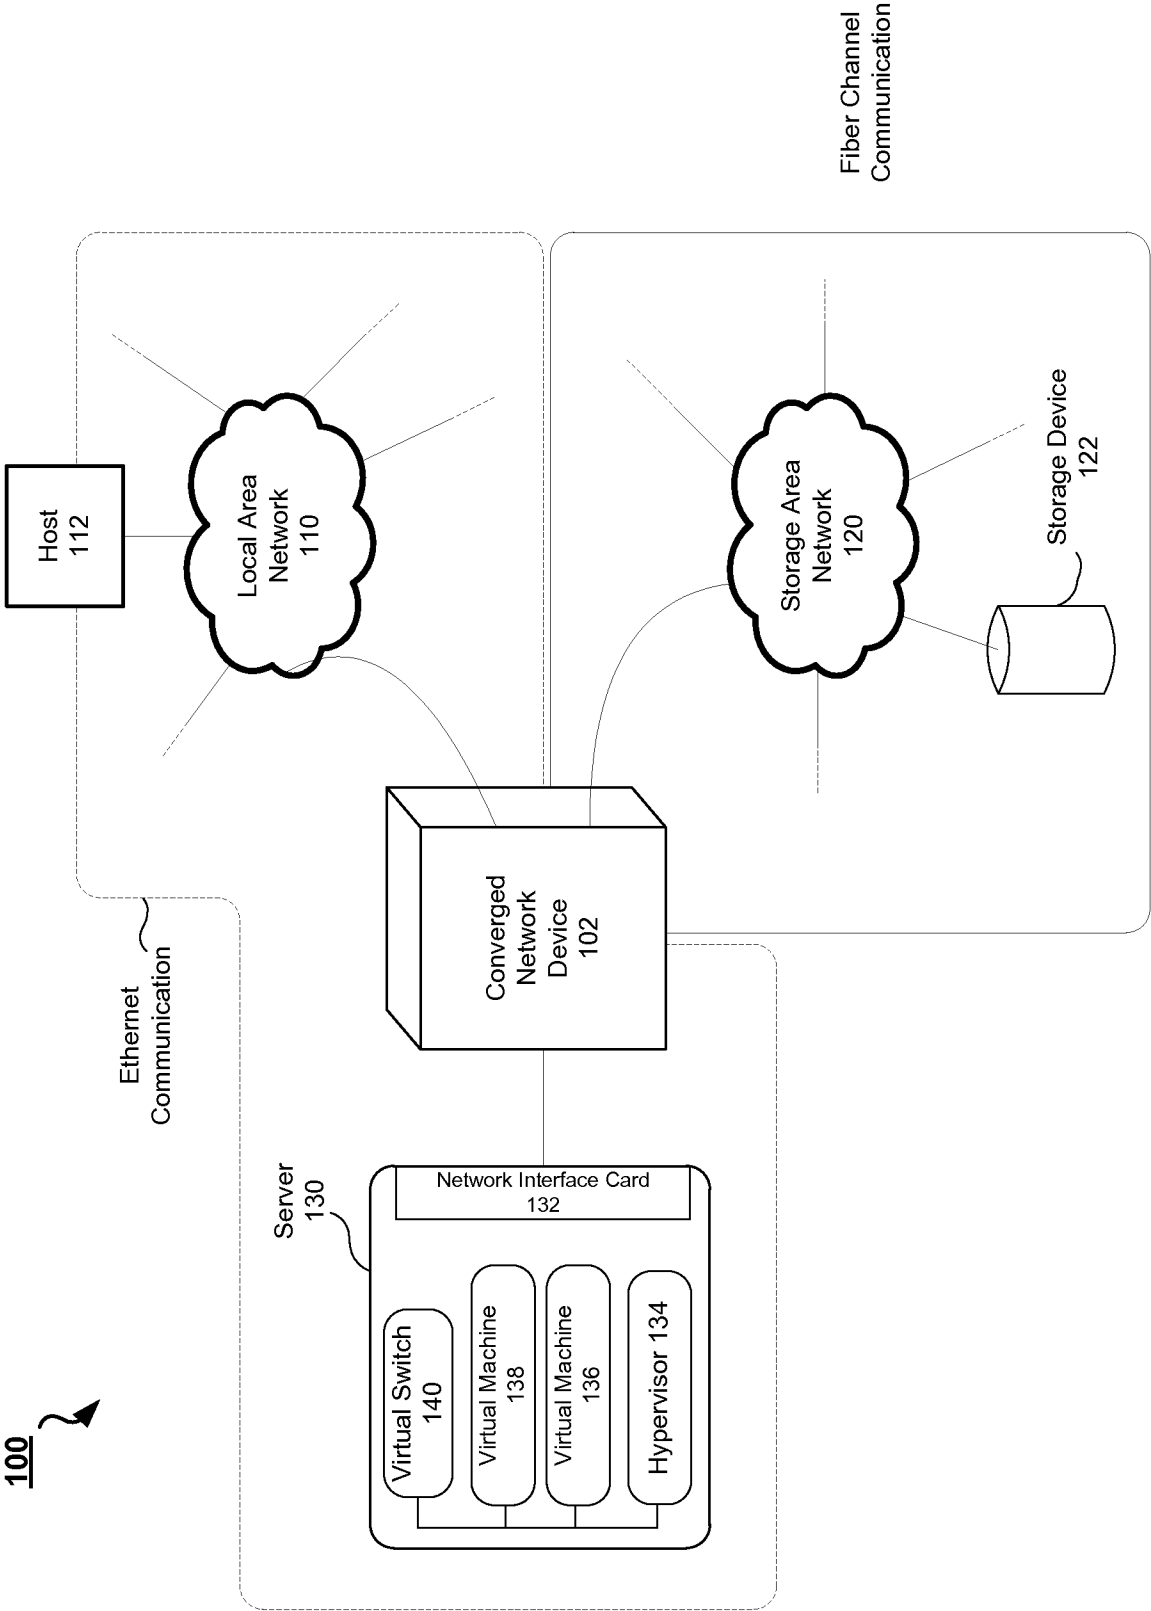 100
Host
112
Ethernet
Communication
Local Area
Network
110
Server
130
Virtual Switch
140
Virtual Machine
138
Virtual Machine
136
Hypervisor 134
Network Interface Card
132
Converged
Network
Device
102
Storage Area
Network
120
Storage Device
122
Fiber Channel
Communication